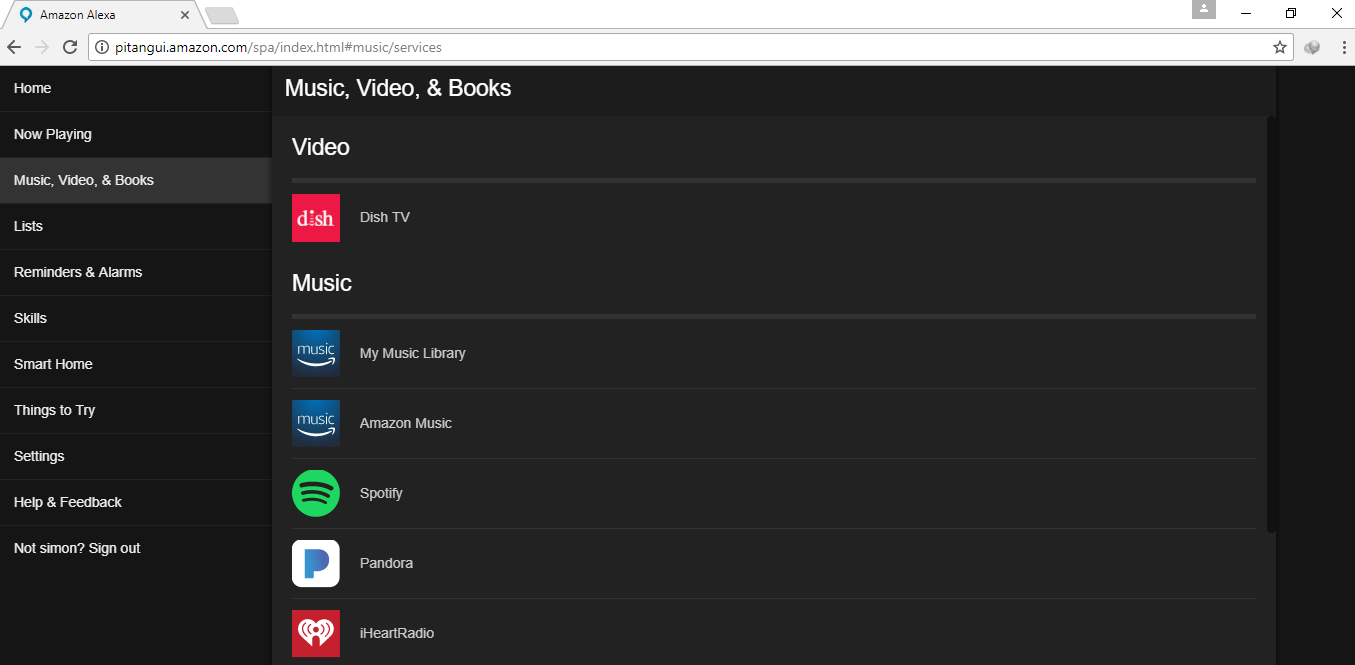 Amazon Alexa
pitangui.amazon.com/spa/index.html#music/services
Home
Now Playing
Music, Video, & Books
Lists
Reminders & Alarms
Skills
Smart Home
Things to Try
Settings
Help & Feedback
Not simon? Sign out
Music, Video, & Books
Video
dish
Dish TV
Music
music
My Music Library
music
Amazon Music
Spotify
P
Pandora
iHeartRadio